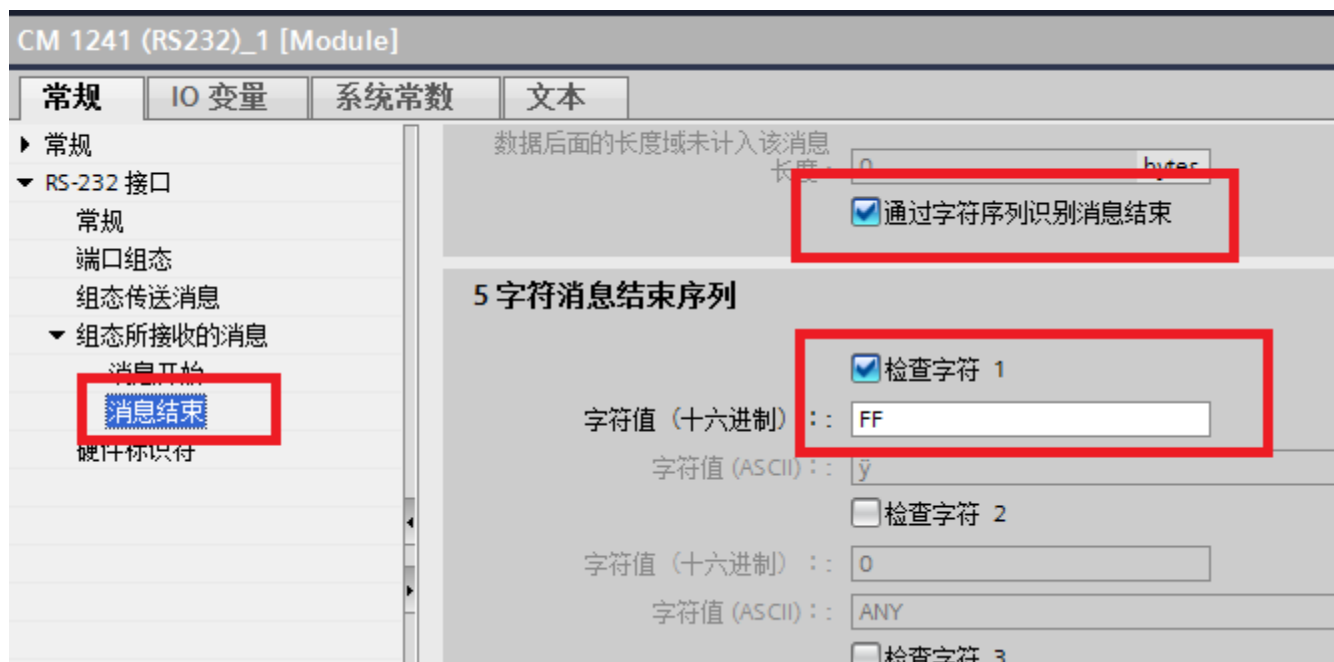 CM 1241 (RS232)_1 [Module]
常规 IO 变量 系统常数 文本
常规
RS-232 接口
常规
端口组态
组态传送消息
组态所接收的消息
消息开始
消息结束
硬件标识符
数据后面的长度域未计入该消息
长度: 0 bytes
通过字符序列识别消息结束
5 字符消息结束序列
检查字符 1
字符值（十六进制）:: FF
字符值 (ASCII):: ÿ
检查字符 2
字符值（十六进制）:: 0
字符值 (ASCII):: ANY
检查字符 3